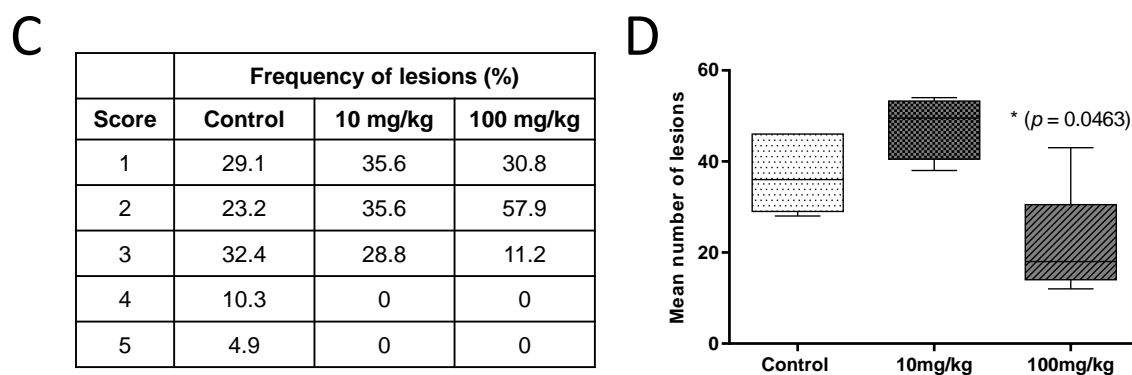 C
Frequency of lesions (%)
Score Control 10 mg/kg 100 mg/kg
1 29.1 35.6 30.8
2 23.2 35.6 57.9
3 32.4 28.8 11.2
4 10.3 0 0
5 4.9 0 0
D
Mean number of lesions
60
40
20
0
* (p = 0.0463)
Control 10mg/kg 100mg/kg